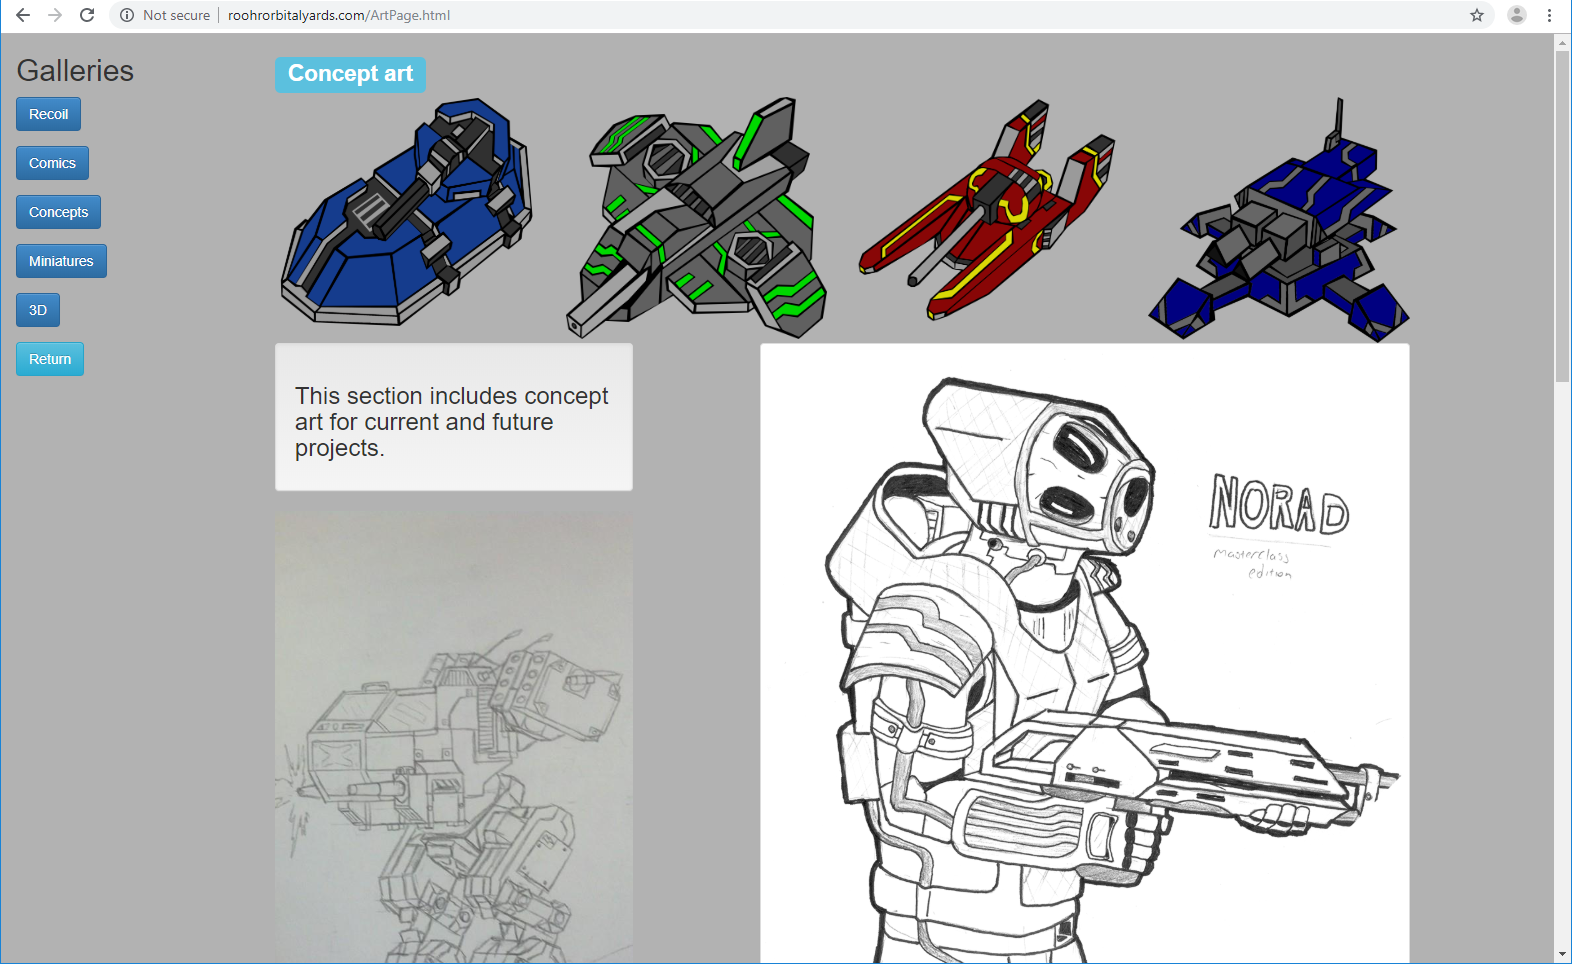 Not secure
roohrorbitalyards.com/ArtPage.html
Galleries
Recoil
Comics
Concepts
Miniatures
3D
Return
Concept art
This section includes concept
art for current and future
projects.
NORAD
masterclass
edition